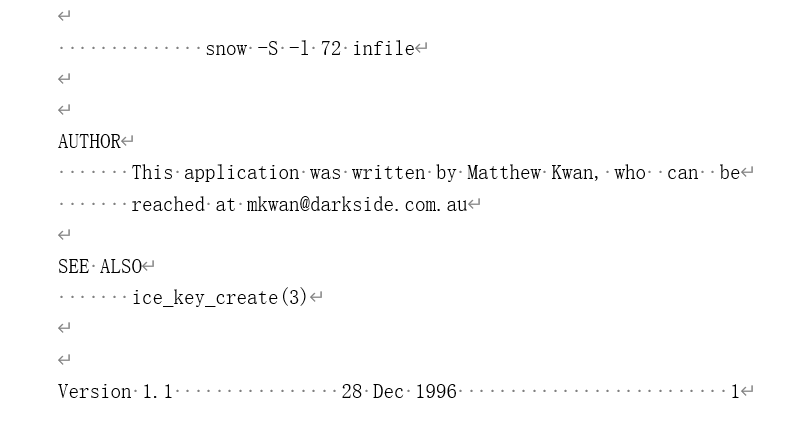 snow -S -l 72 infile
AUTHOR
This application was written by Matthew Kwan, who  can  be
reached at mkwan@darkside.com.au
SEE ALSO
ice_key_create(3)
Version 1.1                28 Dec 1996                          1